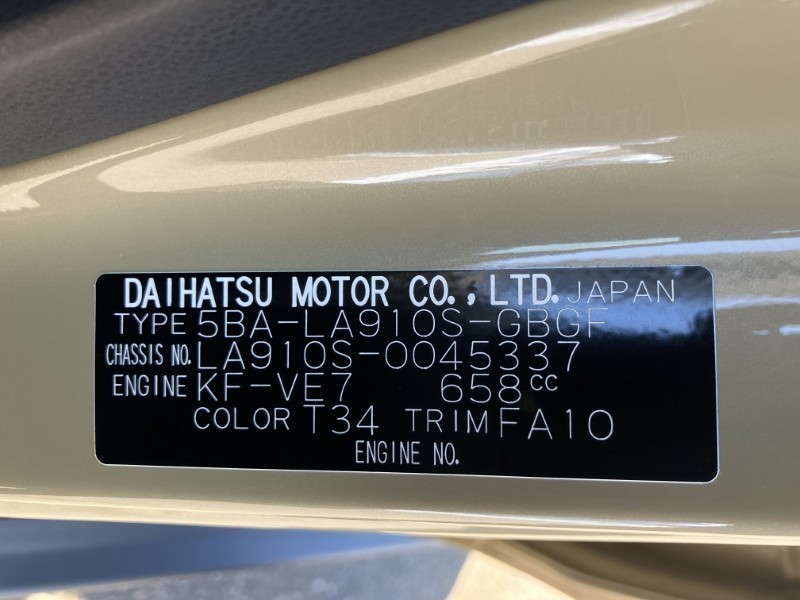 DAIHATSU MOTOR CO., LTD. JAPAN
TYPE 5BA-LA910S-GBGF
CHASSIS NO. LA910S-0045337
ENGINE KF-VE7 658cc
COLOR T34 TRIM FA10
ENGINE NO.